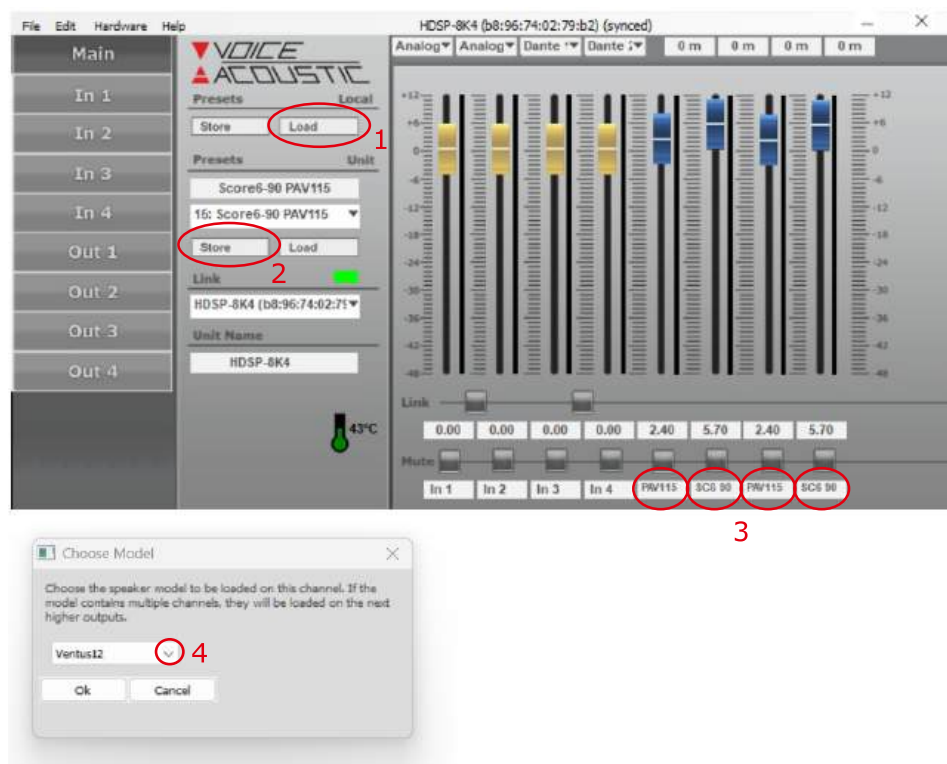 File Edit Hardware Help HDSP-8K4 (b8:96:74:02:79:b2) (synced)
Main
In 1
In 2
In 3
In 4
Out 1
Out 2
Out 3
Out 4
VOICE
ACOUSTIC
Presets Local
Store Load 1
Presets Unit
Score6-90 PAV115
15: Score6-90 PAV115
Store Load
2
Link
HDSP-8K4 (b8:96:74:02:79
Unit Name
HDSP-8K4
43°C
Analog Analog Dante Dante 0 m 0 m 0 m 0 m
+12 +12
+6 +6
0 0
-6 -6
-12 -12
-18 -18
-24 -24
-30 -30
-36 -36
-42 -42
-48 -48
Link
0.00 0.00 0.00 0.00 2.40 5.70 2.40 5.70
Mute
In 1 In 2 In 3 In 4 PAV115 SC6 90 PAV115 SC6 90
3
Choose Model
Choose the speaker model to be loaded on this channel. If the
model contains multiple channels, they will be loaded on the next
higher outputs.
Ventus12 4
Ok Cancel